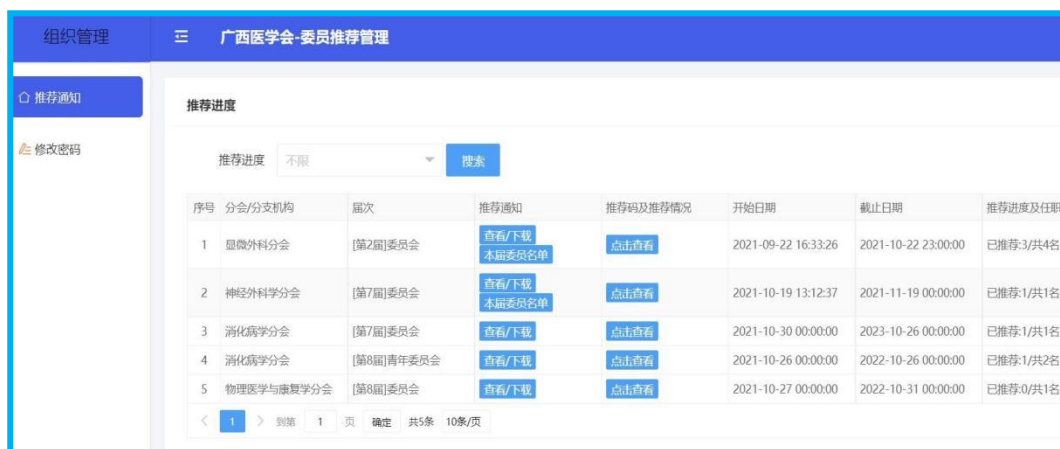 组织管理
广西医学会-委员推荐管理
推荐通知
修改密码
推荐进度
推荐进度 不限 搜索
序号 分会/分支机构 届次 推荐通知 推荐码及推荐情况 开始日期 截止日期 推荐进度及任职
1 显微外科分会 [第2届]委员会 查看/下载 本届委员名单 点击查看 2021-09-22 16:33:26 2021-10-22 23:00:00 已推荐:3/共4名
2 神经外科学分会 [第7届]委员会 查看/下载 本届委员名单 点击查看 2021-10-19 13:12:37 2021-11-19 00:00:00 已推荐:1/共1名
3 消化病学分会 [第7届]委员会 查看/下载 点击查看 2021-10-30 00:00:00 2023-10-26 00:00:00 已推荐:1/共1名
4 消化病学分会 [第8届]青年委员会 查看/下载 点击查看 2021-10-26 00:00:00 2022-10-26 00:00:00 已推荐:1/共2名
5 物理医学与康复学分会 [第8届]委员会 查看/下载 点击查看 2021-10-27 00:00:00 2022-10-31 00:00:00 已推荐:0/共1名
1 到第 1 页 确定 共5条 10条/页